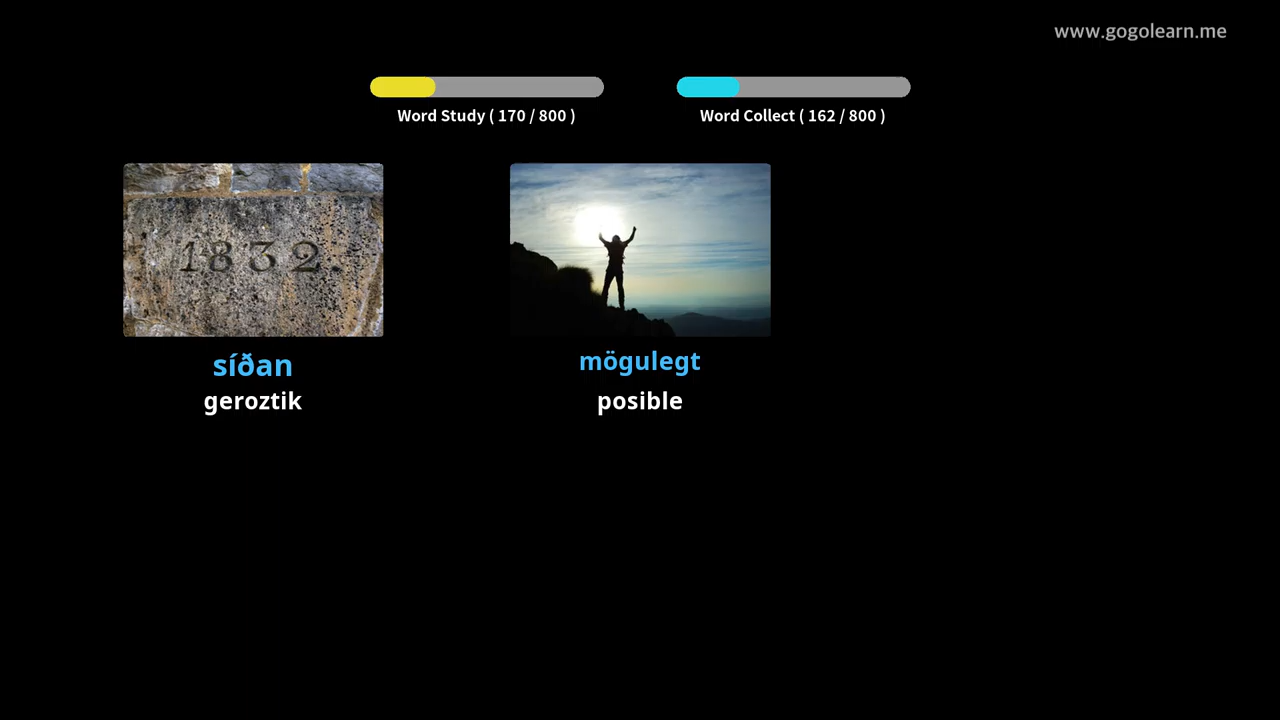 www.gogolearn.me
Word Study ( 170 / 800 )
Word Collect ( 162 / 800 )
1832.
síðan
geroztik
mögulegt
posible